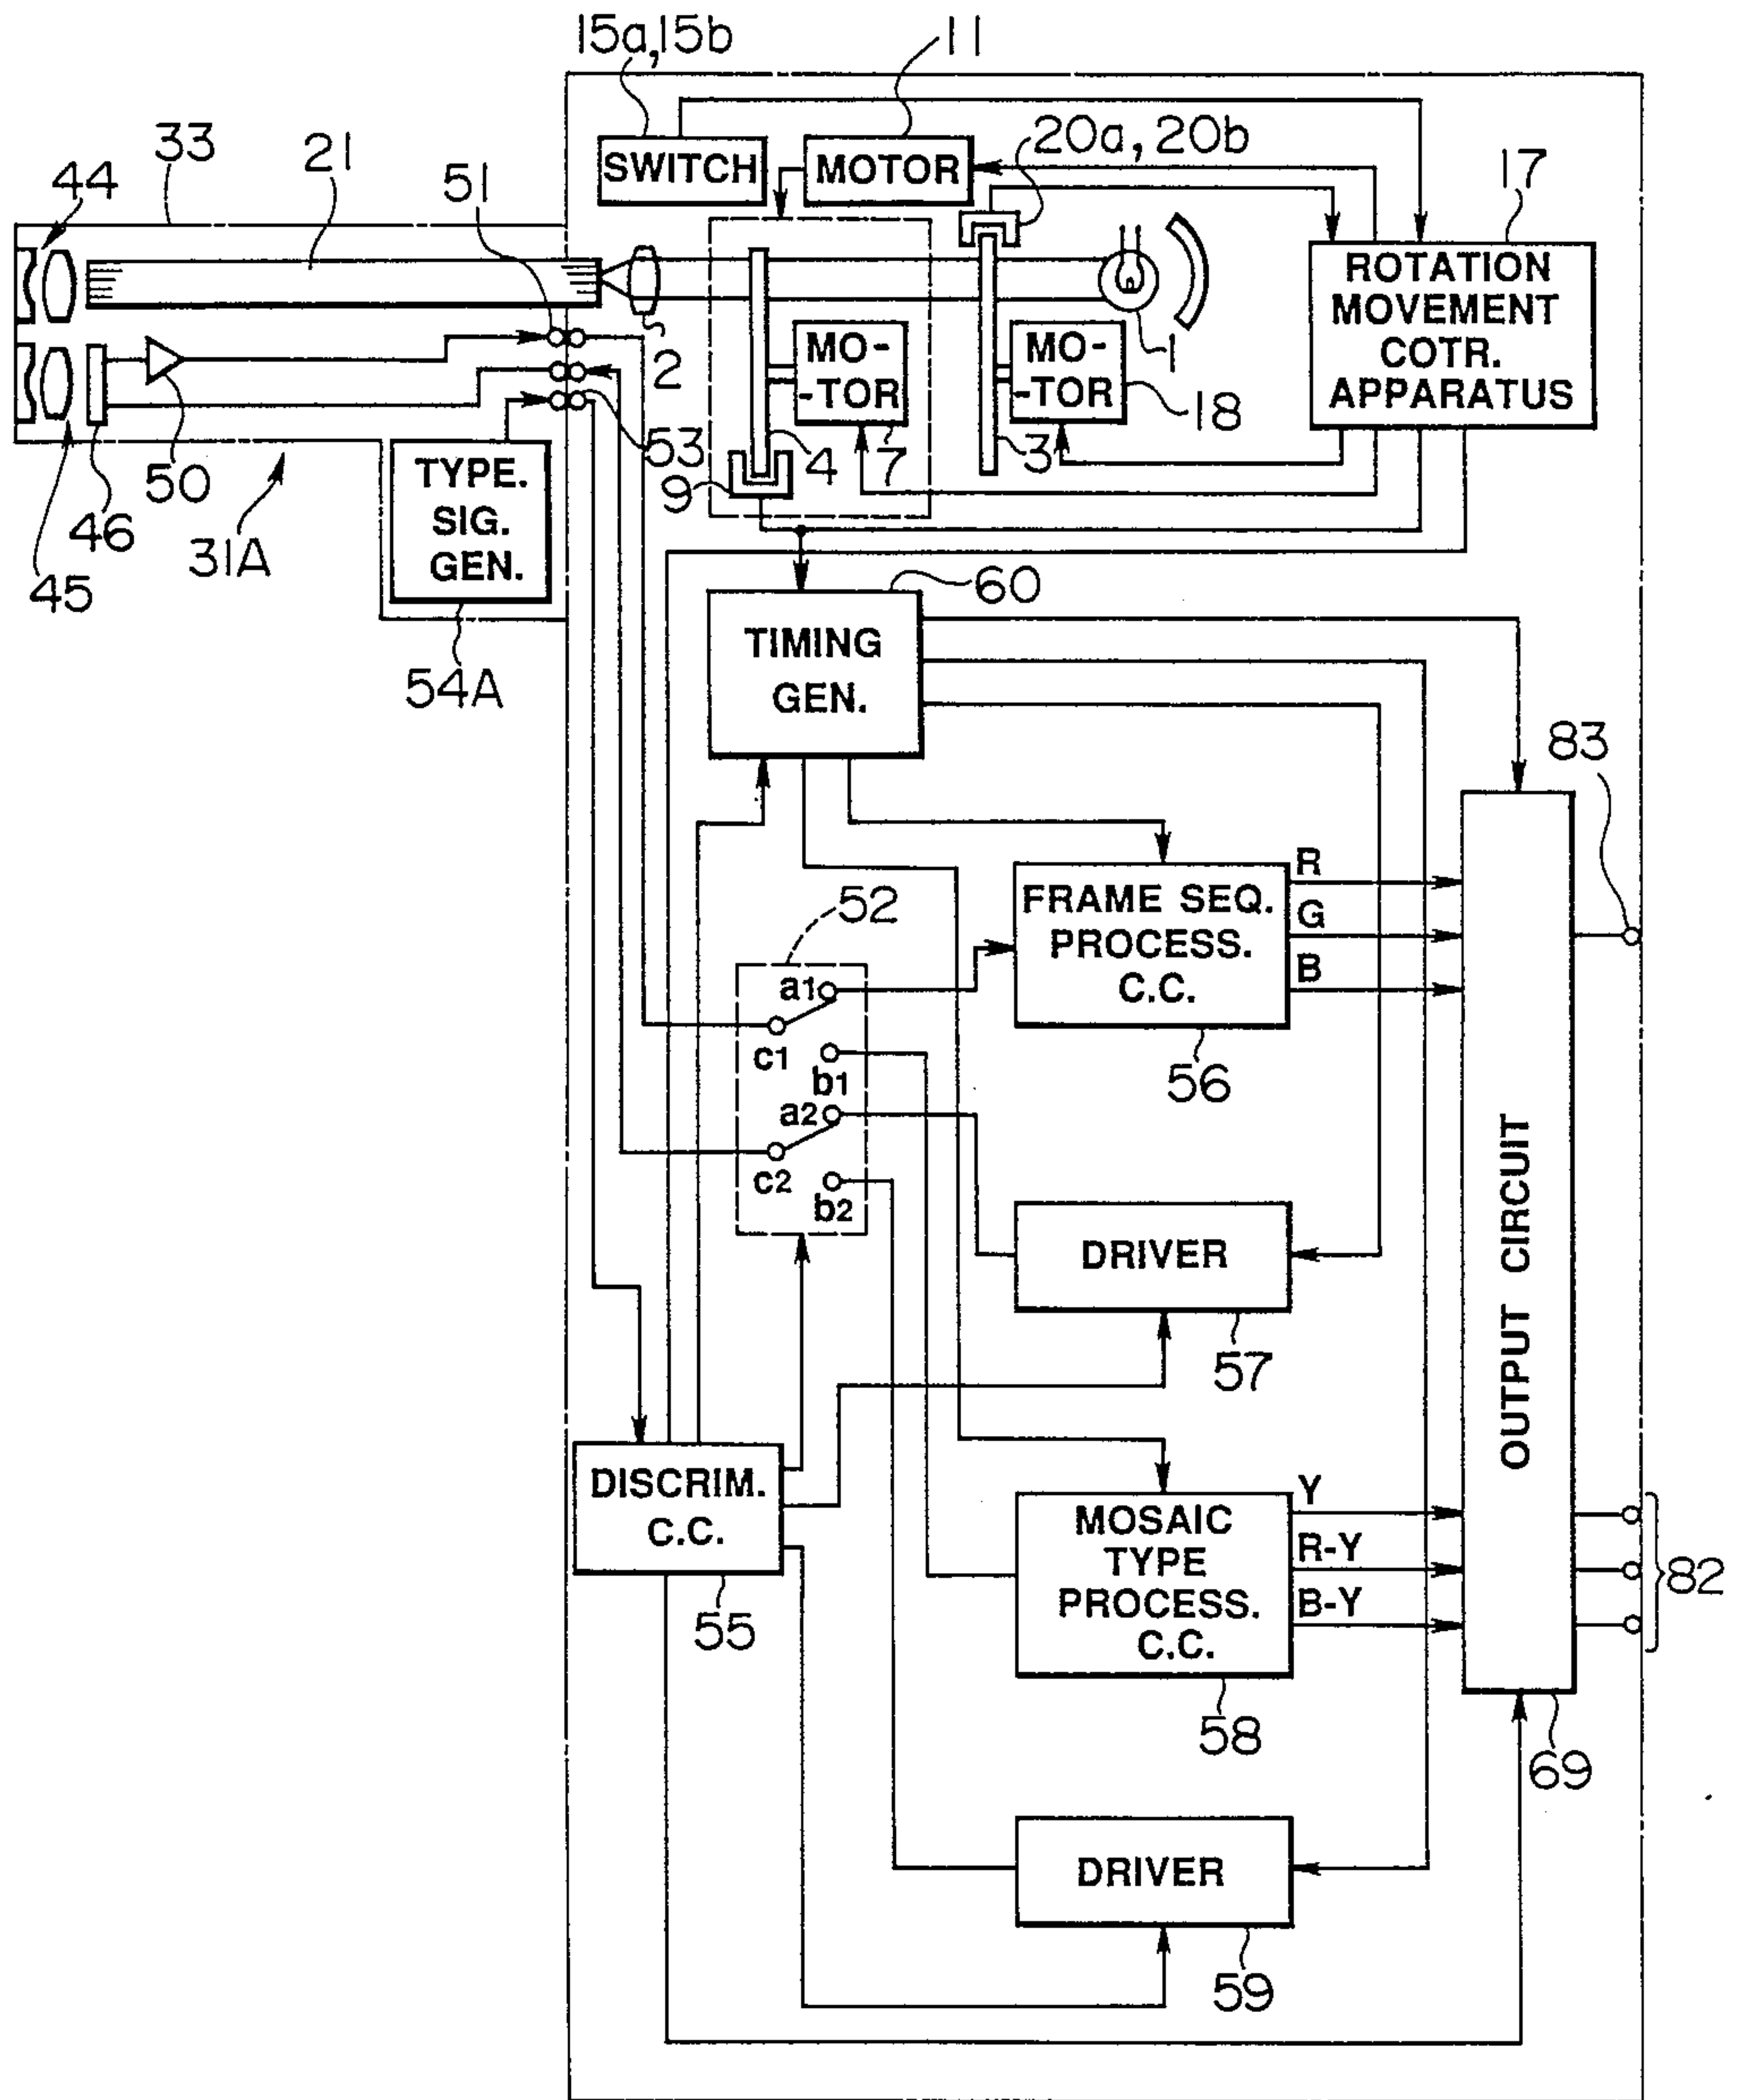 15a,15b
11
33
21
51
44
SWITCH
MOTOR
20a, 20b
17
ROTATION
MOVEMENT
COTR.
APPARATUS
2
MO-
-TOR
1
MO-
-TOR
18
53
9
4
7
3
50
46
45
31A
TYPE.
SIG.
GEN.
54A
60
TIMING
GEN.
83
52
FRAME SEQ.
PROCESS.
C.C.
R
G
B
56
a1
c1
b1
a2
c2
b2
DRIVER
57
OUTPUT CIRCUIT
DISCRIM.
C.C.
55
MOSAIC
TYPE
PROCESS.
C.C.
Y
R-Y
B-Y
82
58
69
DRIVER
59